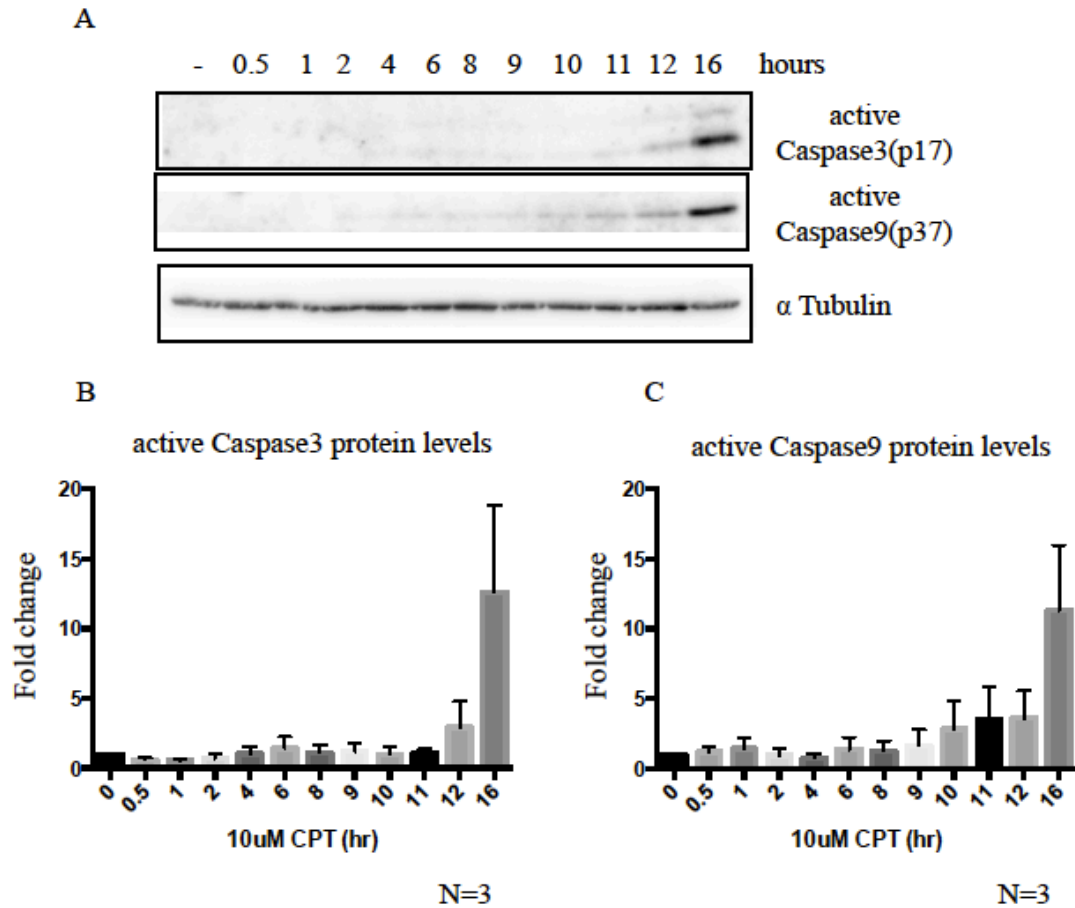 A
- 0.5 1 2 4 6 8 9 10 11 12 16 hours
active
Caspase3(p17)
active
Caspase9(p37)
α Tubulin
B
active Caspase3 protein levels
Fold change
20
15
10
5
0
0 0.5 1 2 4 6 8 9 10 11 12 16
10uM CPT (hr)
N=3
C
active Caspase9 protein levels
Fold change
20
15
10
5
0
0 0.5 1 2 4 6 8 9 10 11 12 16
10uM CPT (hr)
N=3